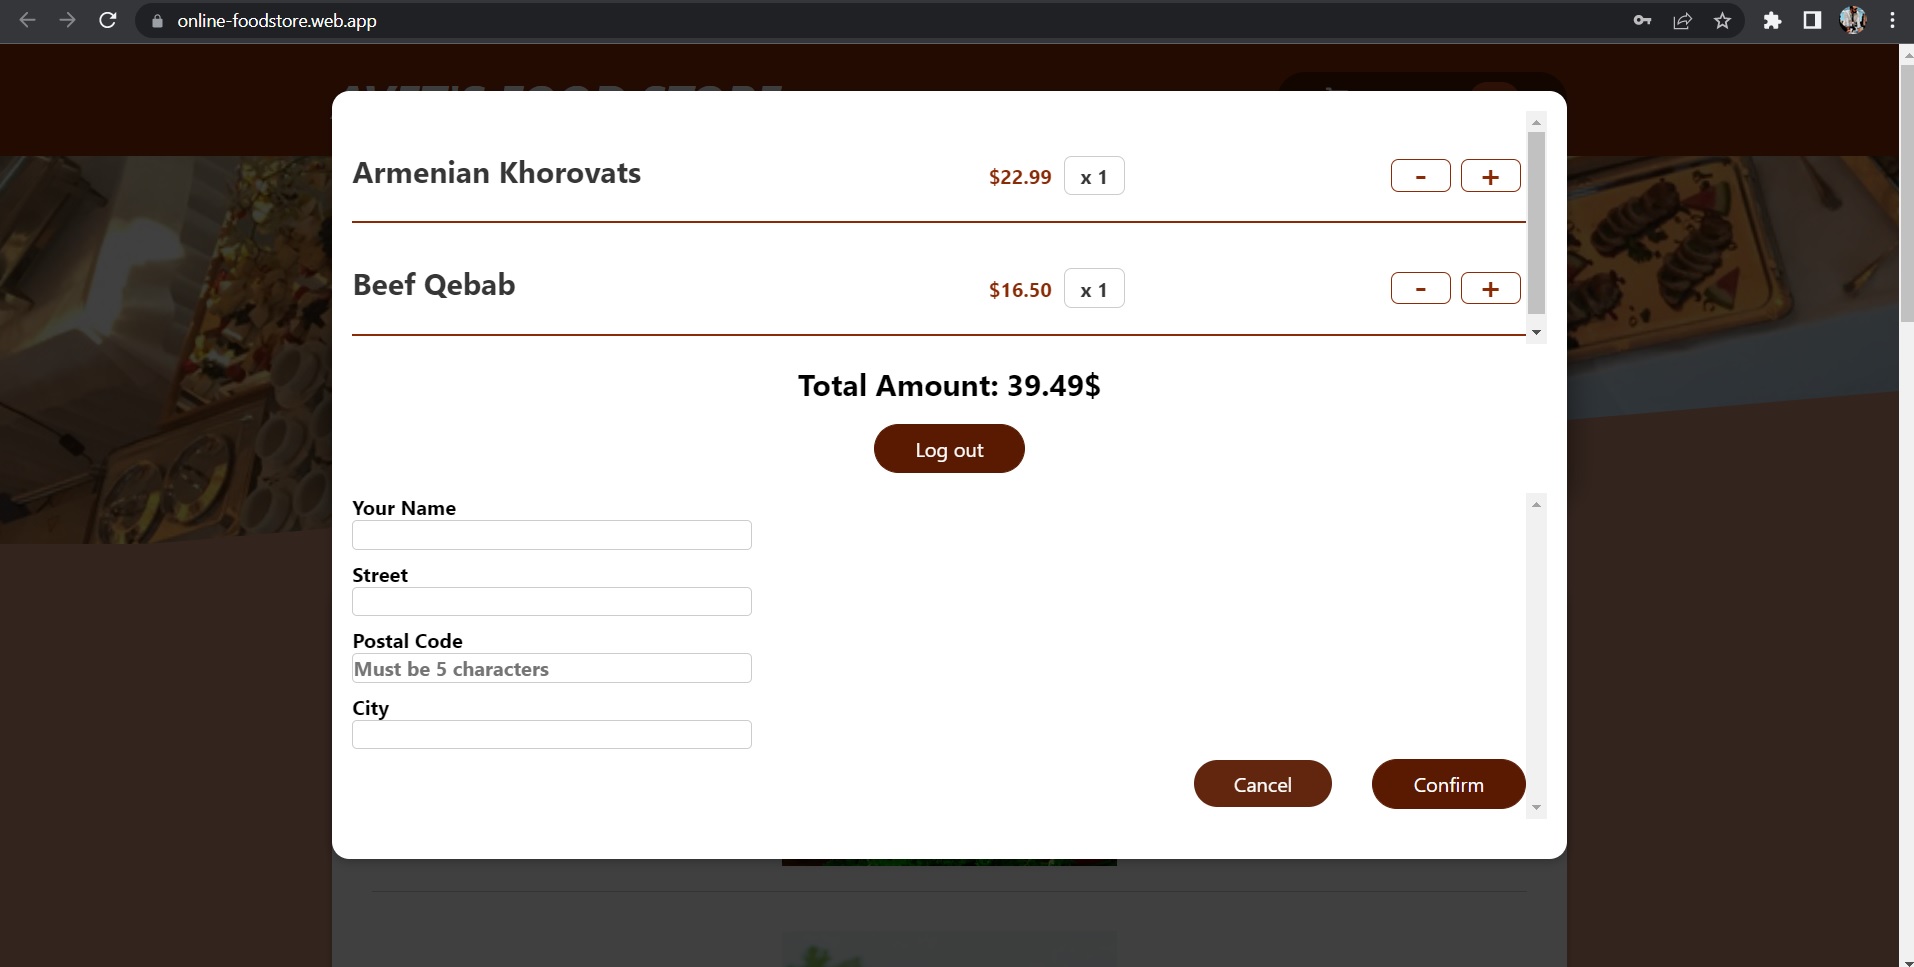 online-foodstore.web.app
Armenian Khorovats $22.99 x 1 - +
Beef Qebab $16.50 x 1 - +
Total Amount: 39.49$
Log out
Your Name
Street
Postal Code
Must be 5 characters
City
Cancel Confirm